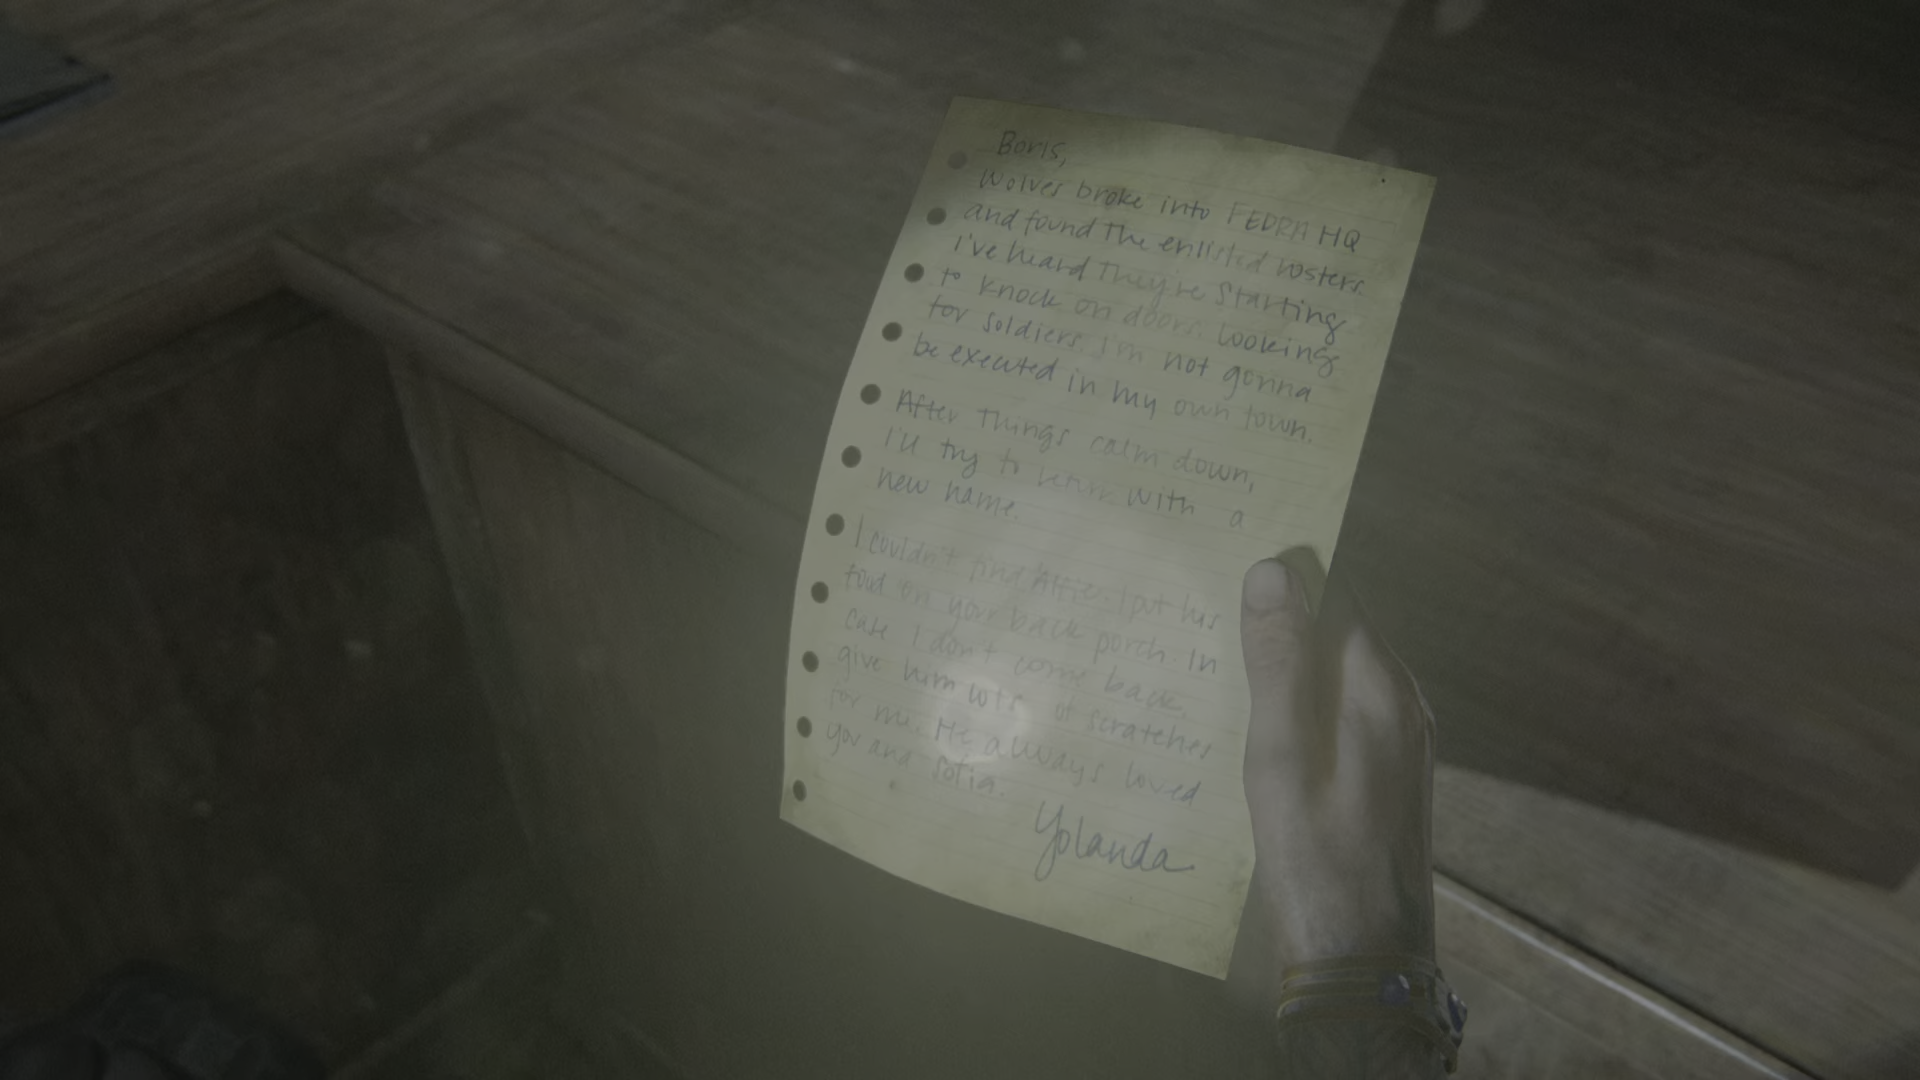 Boris,
Wolves broke into FEDRA HQ
and found the enlisted rosters.
I've heard they're starting
to knock on doors, looking
for soldiers. I'm not gonna
be executed in my own town.
After things calm down,
I'll try to return with a
new name.
I couldn't find Alfie. I put his
food on your back porch. In
case I don't come back,
give him lots of scratches
for me. He always loved
you and Sofia.
Yolanda